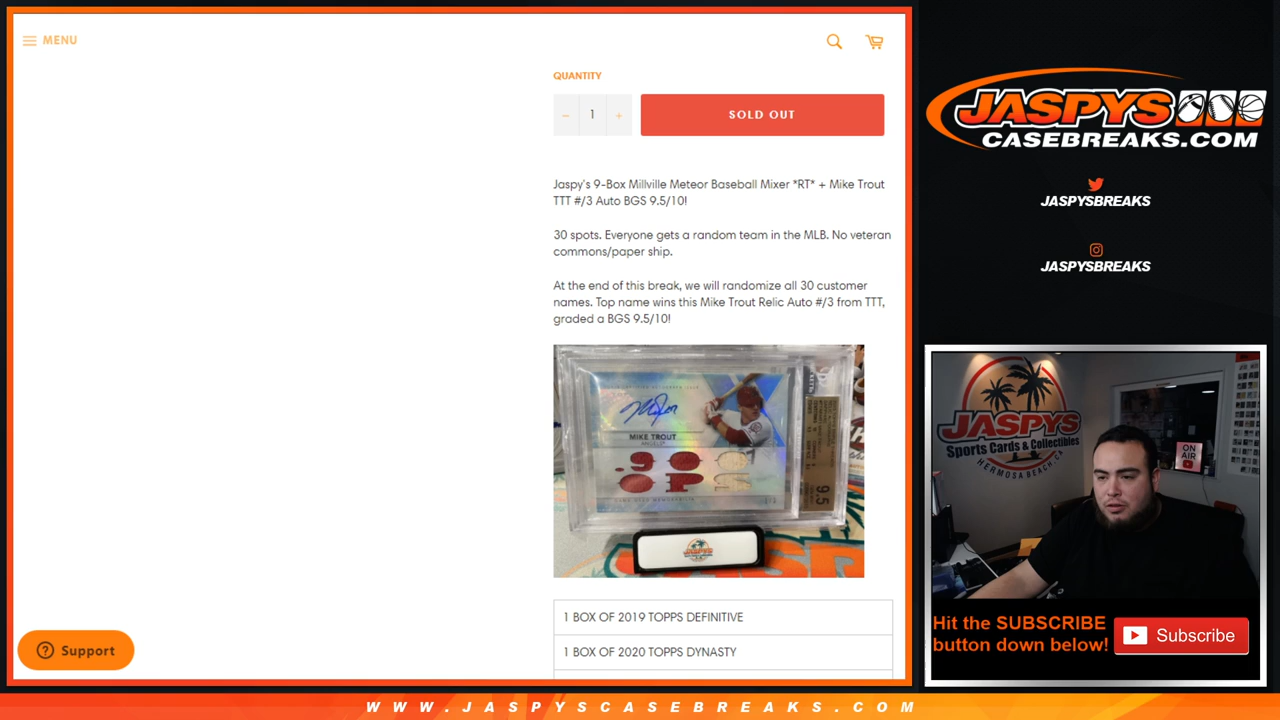 MENU
QUANTITY
1
SOLD OUT
Jaspy's 9-Box Millville Meteor Baseball Mixer *RT* + Mike Trout
TTT #/3 Auto BGS 9.5/10!
30 spots. Everyone gets a random team in the MLB. No veteran
commons/paper ship.
At the end of this break, we will randomize all 30 customer
names. Top name wins this Mike Trout Relic Auto #/3 from TTT,
graded a BGS 9.5/10!
MIKE TROUT
9.5
1 BOX OF 2019 TOPPS DEFINITIVE
1 BOX OF 2020 TOPPS DYNASTY
Support
JASPYS
CASEBREAKS.COM
JASPYSBREAKS
JASPYSBREAKS
JASPYS
Sports Cards & Collectibles
HERMOSA BEACH, CA
ON
AIR
Hit the SUBSCRIBE
button down below!
Subscribe
WWW.JASPYSCASEBREAKS.COM